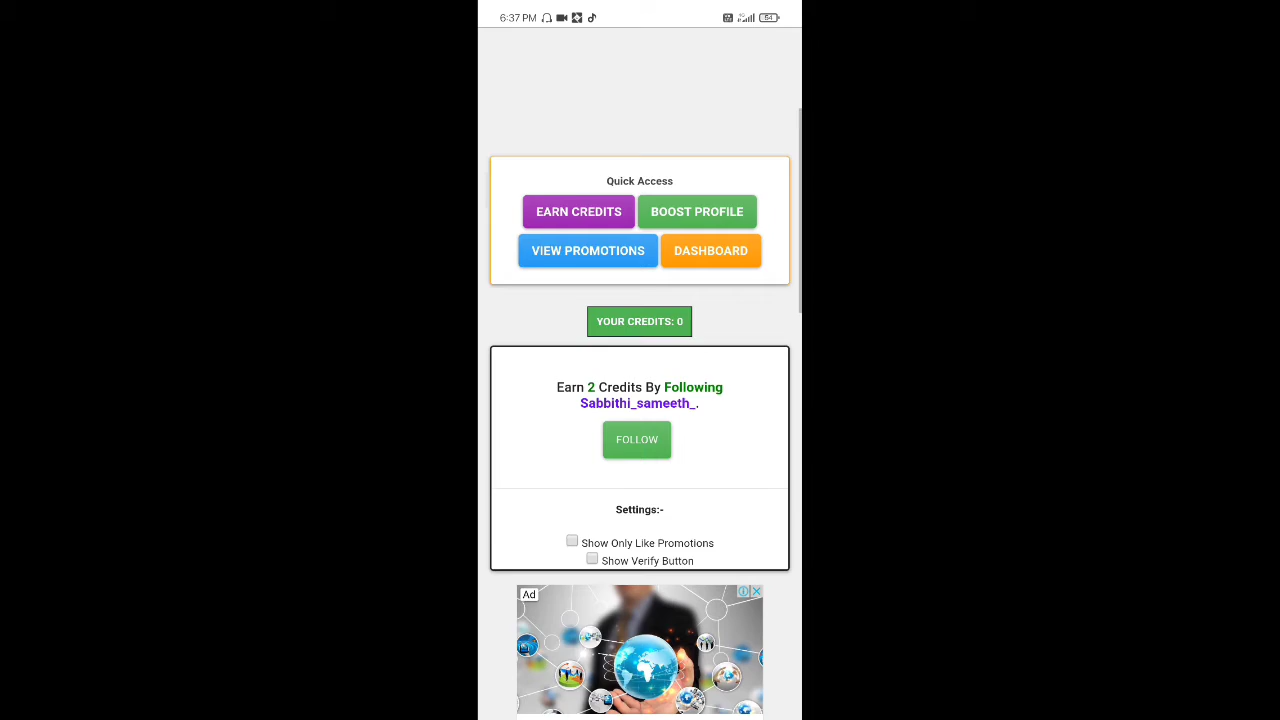 6:37 PM
54
Quick Access
EARN CREDITS BOOST PROFILE
VIEW PROMOTIONS DASHBOARD
YOUR CREDITS: 0
Earn 2 Credits By Following
Sabbithi_sameeth_.
FOLLOW
Settings:-
Show Only Like Promotions
Show Verify Button
Ad